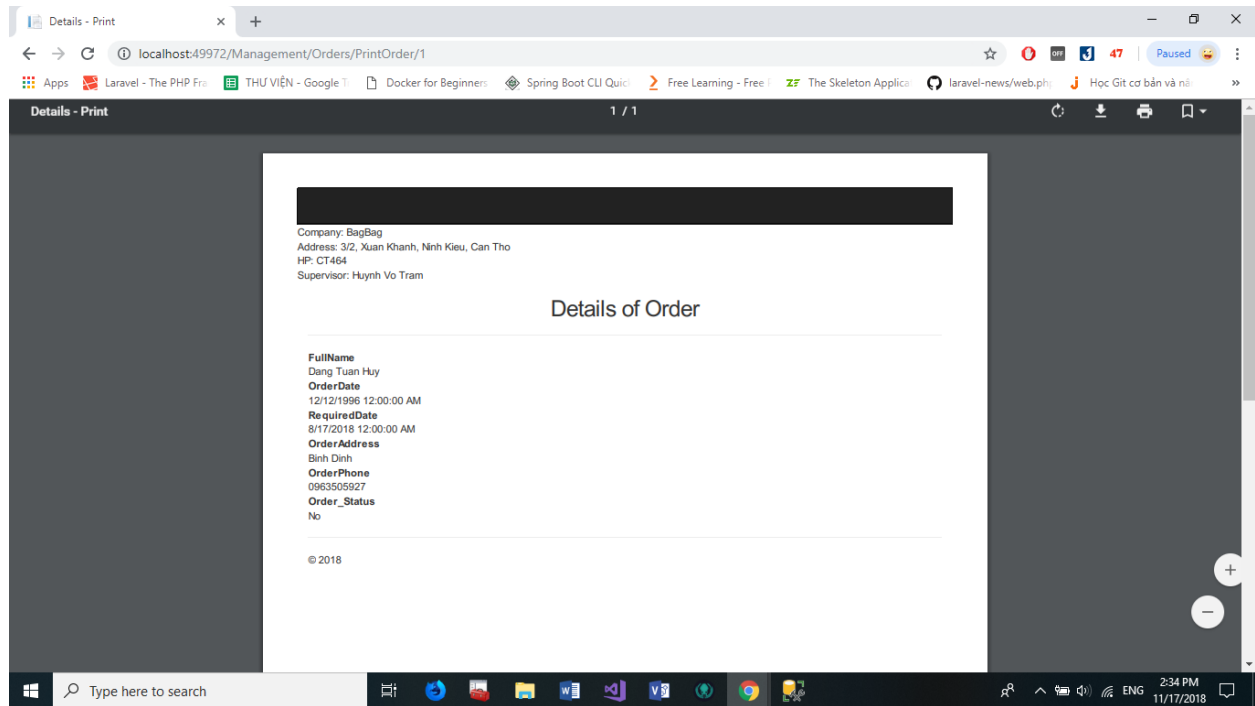 Details - Print
localhost:49972/Management/Orders/PrintOrder/1
OFF
47
Paused
Apps
Laravel - The PHP Fra
THƯ VIỆN - Google T
Docker for Beginners
Spring Boot CLI Quic
Free Learning - Free
The Skeleton Applica
laravel-news/web.ph
Học Git cơ bản và nâ
Details - Print
1 / 1
Company: BagBag
Address: 3/2, Xuan Khanh, Ninh Kieu, Can Tho
HP: CT464
Supervisor: Huynh Vo Tram
Details of Order
FullName
Dang Tuan Huy
OrderDate
12/12/1996 12:00:00 AM
RequiredDate
8/17/2018 12:00:00 AM
OrderAddress
Binh Dinh
OrderPhone
0963505927
Order_Status
No
© 2018
Type here to search
ENG
2:34 PM
11/17/2018